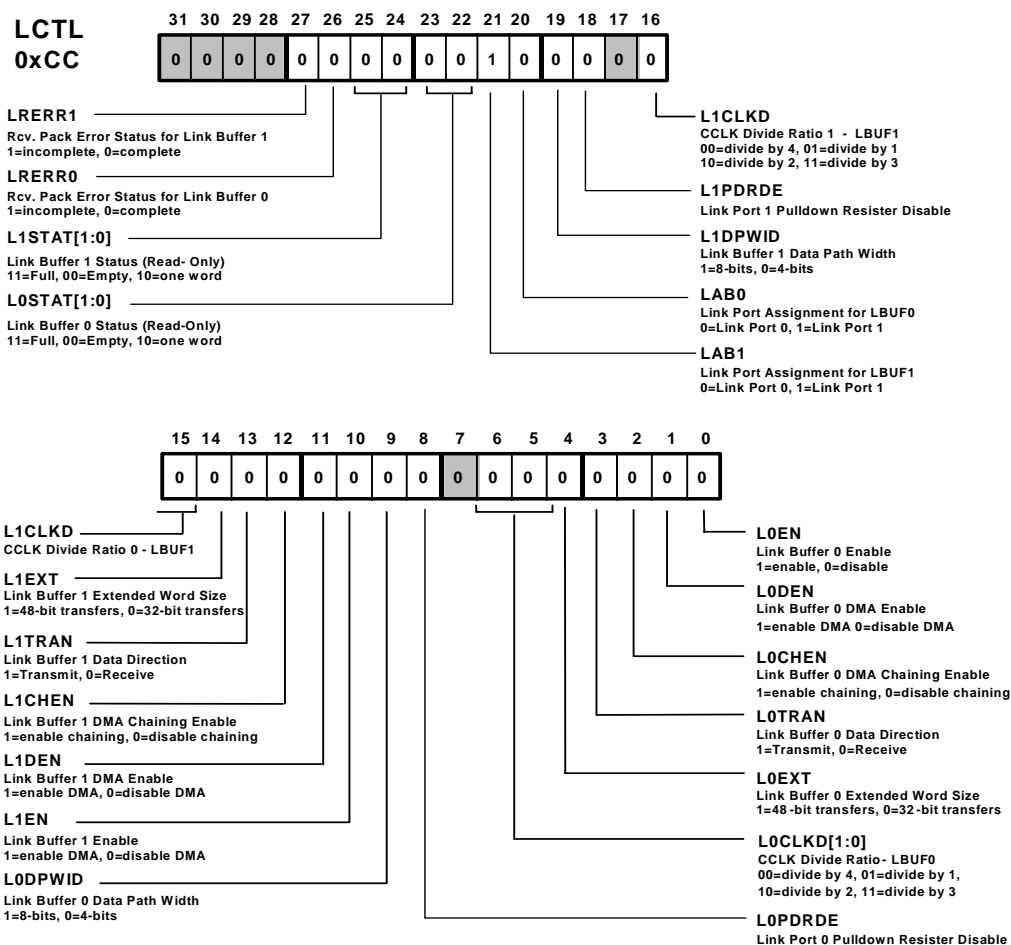 LCTL
0xCC
31 30 29 28 27 26 25 24 23 22 21 20 19 18 17 16
0 0 0 0 0 0 0 0 0 0 1 0 0 0 0 0
LRERR1
Rcv. Pack Error Status for Link Buffer 1
1=incomplete, 0=complete
LRERR0
Rcv. Pack Error Status for Link Buffer 0
1=incomplete, 0=complete
L1STAT[1:0]
Link Buffer 1 Status (Read- Only)
11=Full, 00=Empty, 10=one word
L0STAT[1:0]
Link Buffer 0 Status (Read-Only)
11=Full, 00=Empty, 10=one word
L1CLKD
CCLK Divide Ratio 1 - LBUF1
00=divide by 4, 01=divide by 1
10=divide by 2, 11=divide by 3
L1PDRDE
Link Port 1 Pulldown Resister Disable
L1DPWID
Link Buffer 1 Data Path Width
1=8-bits, 0=4-bits
LAB0
Link Port Assignment for LBUF0
0=Link Port 0, 1=Link Port 1
LAB1
Link Port Assignment for LBUF1
0=Link Port 0, 1=Link Port 1
15 14 13 12 11 10 9 8 7 6 5 4 3 2 1 0
0 0 0 0 0 0 0 0 0 0 0 0 0 0 0 0
L1CLKD
CCLK Divide Ratio 0 - LBUF1
L1EXT
Link Buffer 1 Extended Word Size
1=48-bit transfers, 0=32-bit transfers
L1TRAN
Link Buffer 1 Data Direction
1=Transmit, 0=Receive
L1CHEN
Link Buffer 1 DMA Chaining Enable
1=enable chaining, 0=disable chaining
L1DEN
Link Buffer 1 DMA Enable
1=enable DMA, 0=disable DMA
L1EN
Link Buffer 1 Enable
1=enable DMA, 0=disable DMA
L0DPWID
Link Buffer 0 Data Path Width
1=8-bits, 0=4-bits
L0EN
Link Buffer 0 Enable
1=enable, 0=disable
L0DEN
Link Buffer 0 DMA Enable
1=enable DMA 0=disable DMA
L0CHEN
Link Buffer 0 DMA Chaining Enable
1=enable chaining, 0=disable chaining
L0TRAN
Link Buffer 0 Data Direction
1=Transmit, 0=Receive
L0EXT
Link Buffer 0 Extended Word Size
1=48-bit transfers, 0=32-bit transfers
L0CLKD[1:0]
CCLK Divide Ratio- LBUF0
00=divide by 4, 01=divide by 1,
10=divide by 2, 11=divide by 3
L0PDRDE
Link Port 0 Pulldown Resister Disable